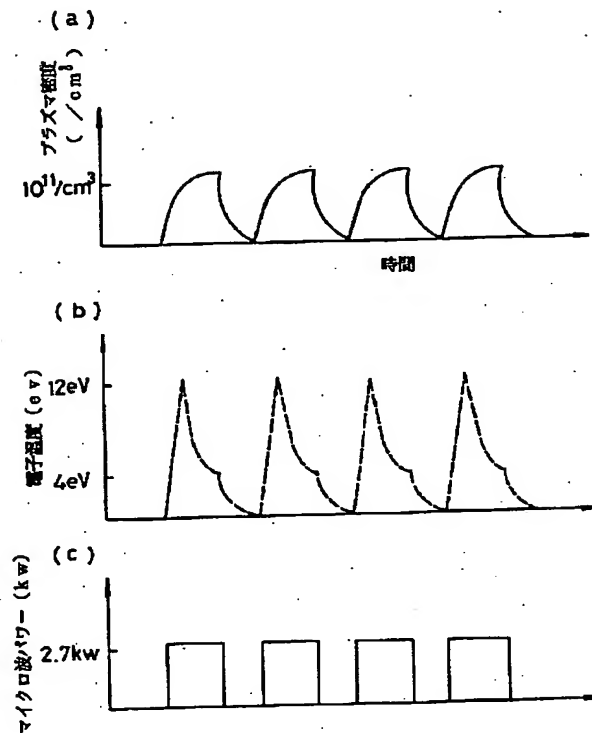 (a)
プラズマ密度
( /cm³ )
10¹¹/cm³
時間
(b)
電子温度(ev)
12eV
4eV
(c)
マイクロ波パワー(kw)
2.7kw